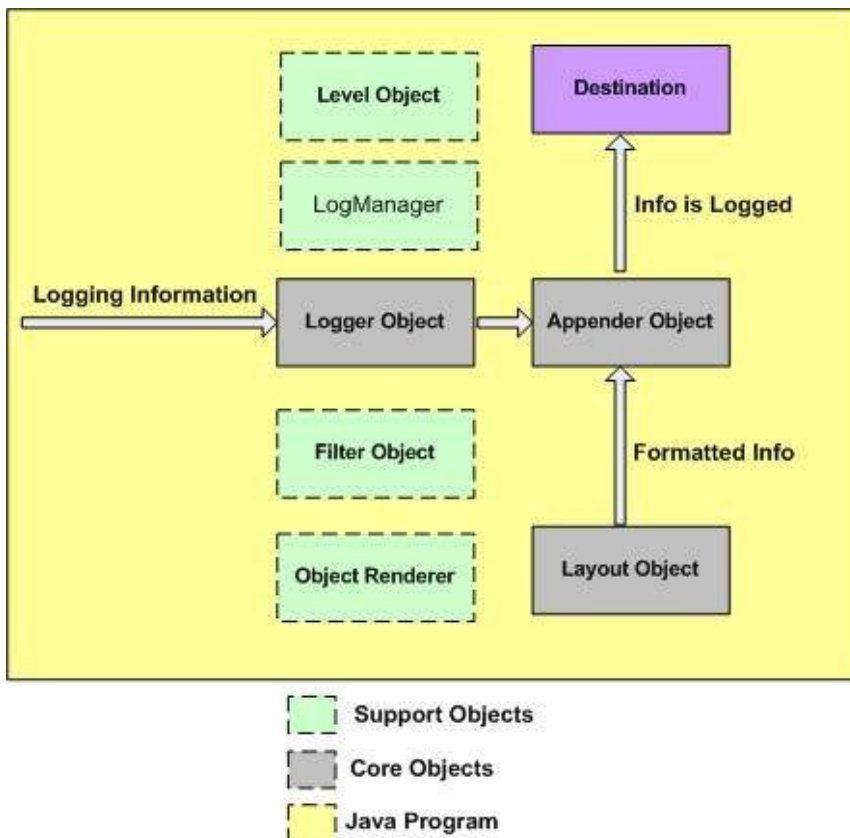 Level Object
Destination
LogManager
Info is Logged
Logging Information
Logger Object
Appender Object
Filter Object
Formatted Info
Object Renderer
Layout Object
Support Objects
Core Objects
Java Program